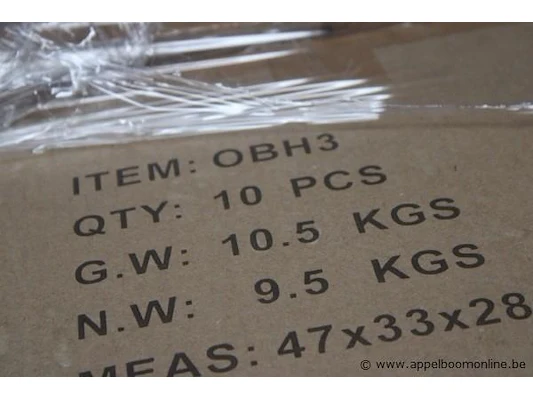 ITEM: OBH3
QTY: 10 PCS
G.W: 10.5 KGS
N.W: 9.5 KGS
MEAS: 47x33x28
© www.appelboomonline.be